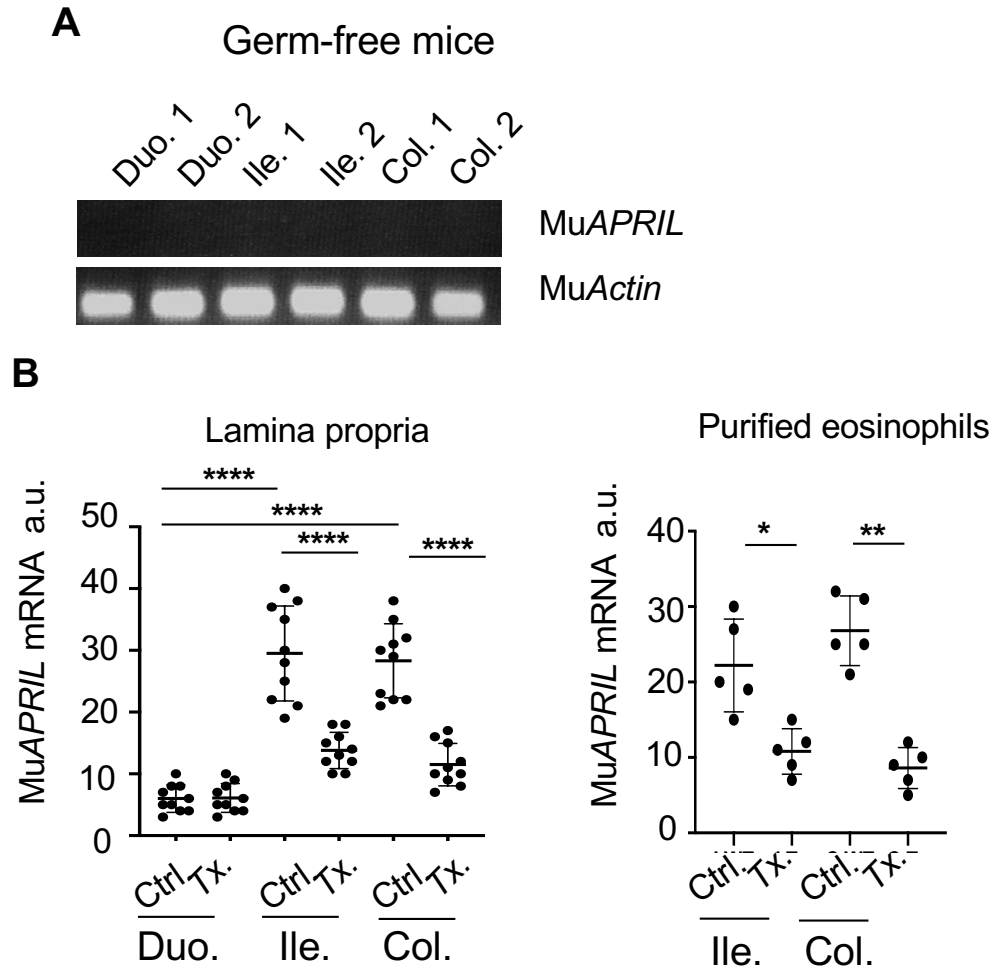 A
Germ-free mice
Duo. 1 Duo. 2 Ile. 1 Ile. 2 Col. 1 Col. 2
MuAPRIL
MuActin
B
Lamina propria
MuAPRIL mRNA a.u.
50
40
30
20
10
0
****
****
****
****
Ctrl. Tx. Ctrl. Tx. Ctrl. Tx.
Duo. Ile. Col.
Purified eosinophils
MuAPRIL mRNA a.u.
40
30
20
10
0
*
**
Ctrl. Tx. Ctrl. Tx.
Ile. Col.